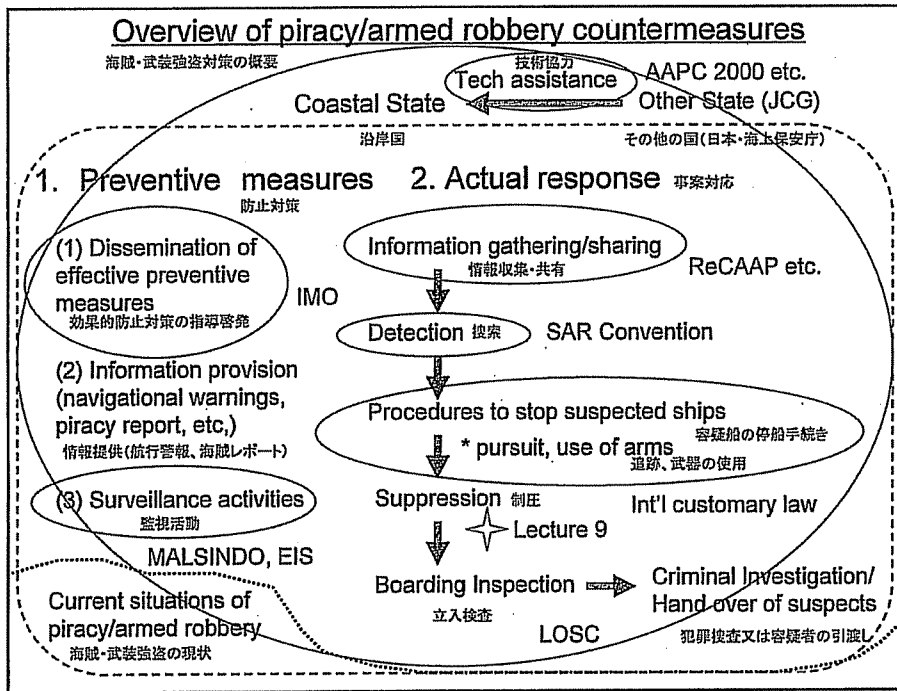 Overview of piracy/armed robbery countermeasures
海賊・武装強盗対策の概要
技術協力
Tech assistance
AAPC 2000 etc.
Coastal State
Other State (JCG)
沿岸国
その他の国(日本・海上保安庁)
1. Preventive measures
防止対策
2. Actual response 事案対応
(1) Dissemination of
effective preventive
measures
効果的防止対策の指導啓発
IMO
(2) Information provision
(navigational warnings,
piracy report, etc,)
情報提供(航行警報、海賊レポート)
(3) Surveillance activities
監視活動
MALSINDO, EIS
Current situations of
piracy/armed robbery
海賊・武装強盗の現状
Information gathering/sharing
情報収集・共有
ReCAAP etc.
Detection 捜索
SAR Convention
Procedures to stop suspected ships
容疑船の停船手続き
* pursuit, use of arms
追跡、武器の使用
Suppression 制圧
Int'l customary law
Lecture 9
Boarding Inspection
立入検査
Criminal Investigation/
Hand over of suspects
犯罪捜査又は容疑者の引渡し
LOSC